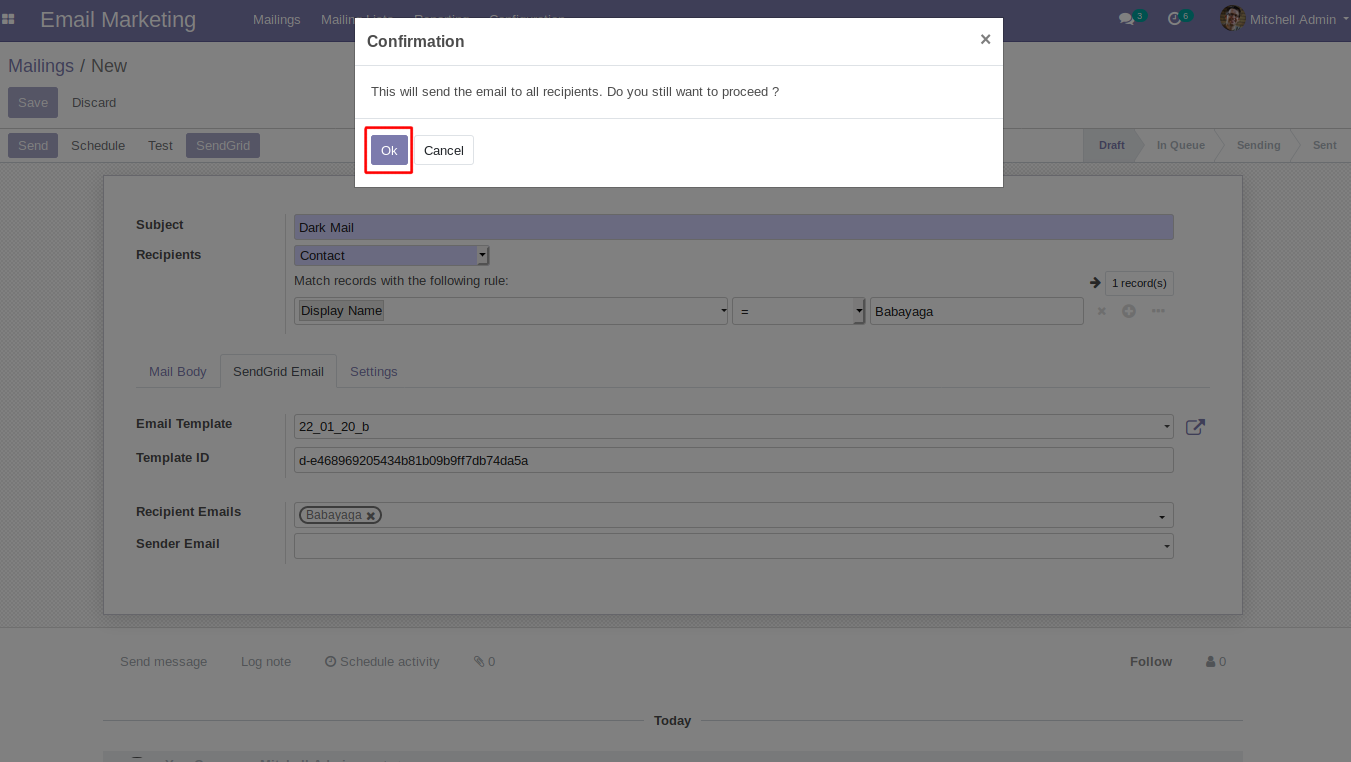 Email Marketing Mailings Mailing Lists Reporting Configuration 3 6 Mitchell Admin
Confirmation ×
Mailings / New
This will send the email to all recipients. Do you still want to proceed ?
Save Discard
Ok Cancel
Send Schedule Test SendGrid Draft In Queue Sending Sent
Subject Dark Mail
Recipients Contact
Match records with the following rule: 1 record(s)
Display Name = Babayaga
Mail Body SendGrid Email Settings
Email Template 22_01_20_b
Template ID d-e468969205434b81b09b9ff7db74da5a
Recipient Emails Babayaga
Sender Email
Send message Log note Schedule activity 0 Follow 0
Today